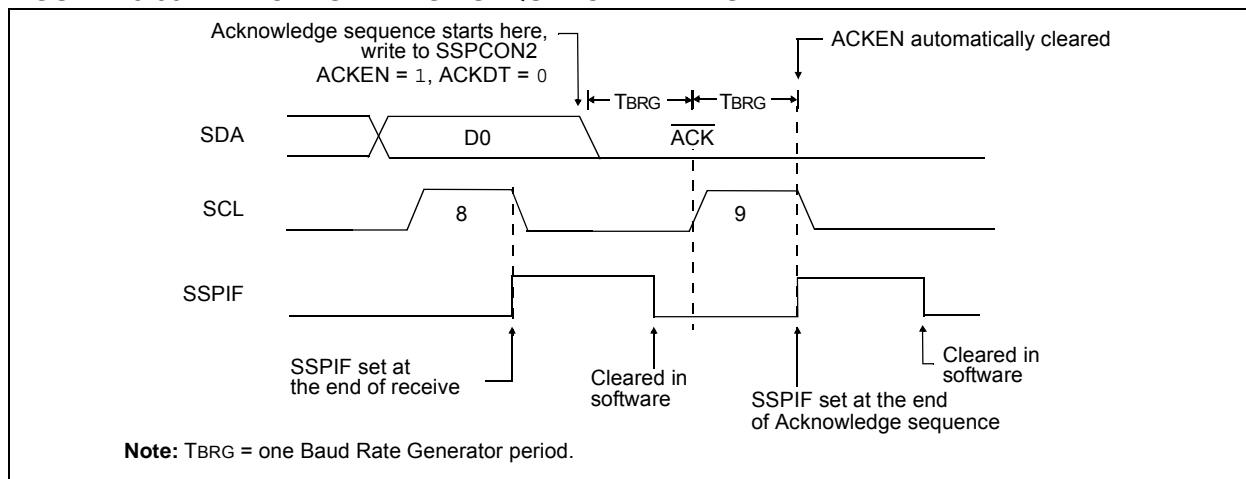 Acknowledge sequence starts here,
write to SSPCON2
ACKEN = 1, ACKDT = 0
ACKEN automatically cleared
TBRG
TBRG
SDA
D0
ACK
SCL
8
9
SSPIF
SSPIF set at
the end of receive
Cleared in
software
SSPIF set at the end
of Acknowledge sequence
Cleared in
software
Note: TBRG = one Baud Rate Generator period.